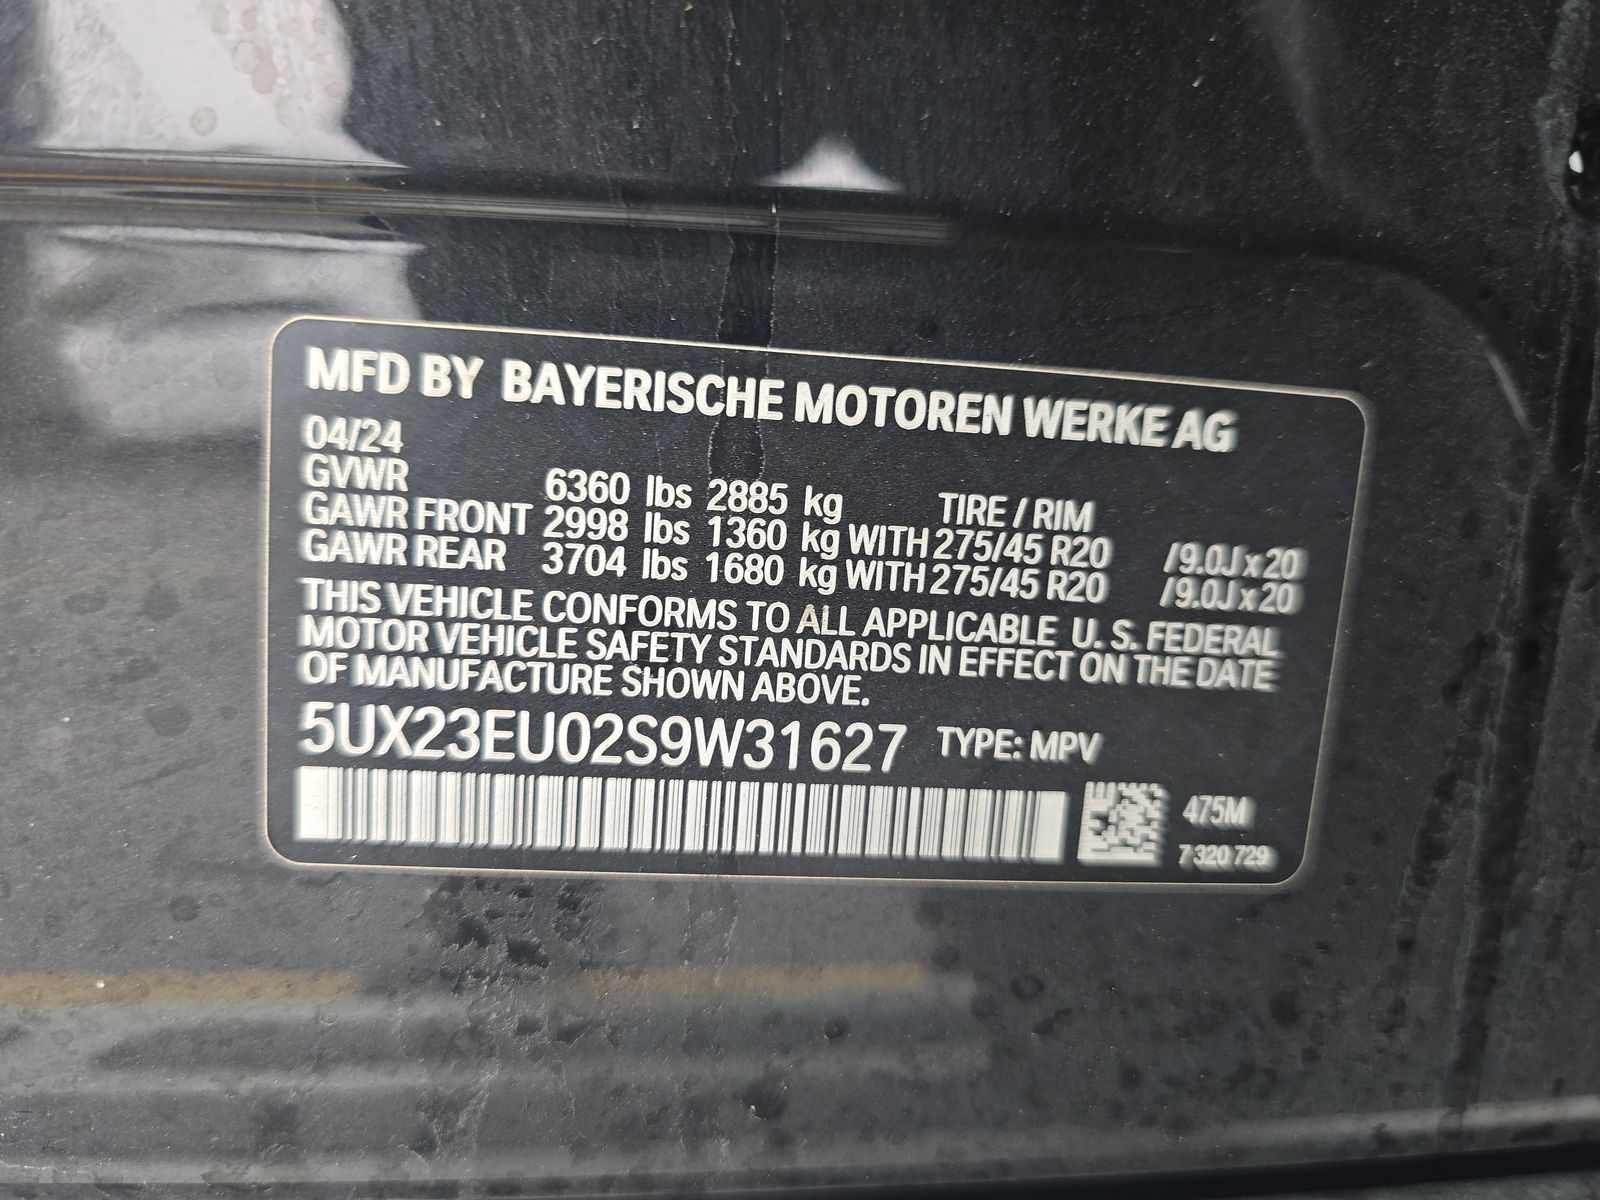 MFD BY BAYERISCHE MOTOREN WERKE AG
04/24
GVWR 6360 lbs 2885 kg TIRE / RIM
GAWR FRONT 2998 lbs 1360 kg WITH 275/45 R20 /9.0J x 20
GAWR REAR 3704 lbs 1680 kg WITH 275/45 R20 /9.0J x 20
THIS VEHICLE CONFORMS TO ALL APPLICABLE U. S. FEDERAL
MOTOR VEHICLE SAFETY STANDARDS IN EFFECT ON THE DATE
OF MANUFACTURE SHOWN ABOVE.
5UX23EU02S9W31627 TYPE: MPV
475M
7 320 729